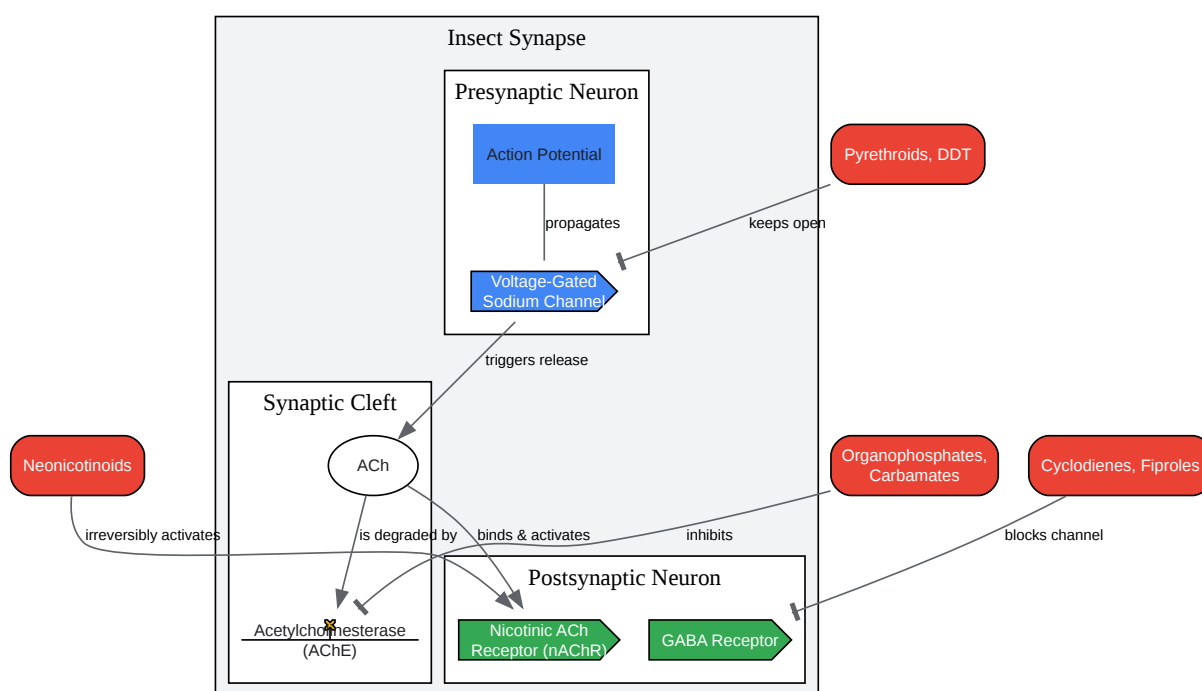 Insect Synapse
Presynaptic Neuron
Action Potential
Pyrethroids, DDT
propagates
keeps open
Voltage-Gated
Sodium Channel
triggers release
Synaptic Cleft
Neonicotinoids
ACh
Organophosphates,
Carbamates
Cyclodienes, Fiproles
irreversibly activates
is degraded by
binds & activates
inhibits
blocks channel
Postsynaptic Neuron
Acetylcholinesterase
(AChE)
Nicotinic ACh
Receptor (nAChR)
GABA Receptor